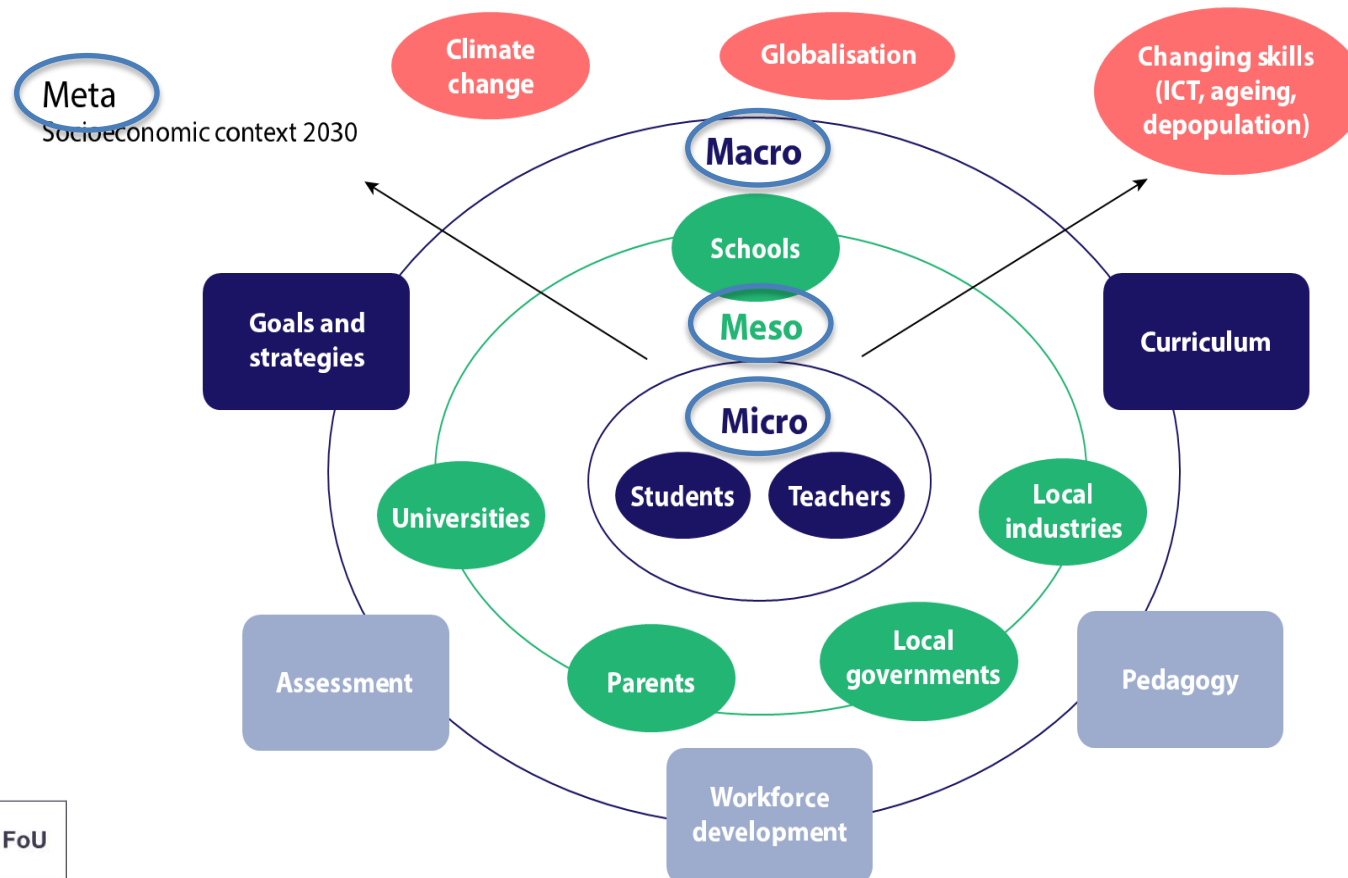 Meta
Socioeconomic context 2030
Climate
change
Globalisation
Changing skills
(ICT, ageing,
depopulation)
Macro
Schools
Meso
Goals and
strategies
Curriculum
Micro
Students
Teachers
Universities
Local
industries
Assessment
Parents
Local
governments
Pedagogy
Workforce
development
FoU